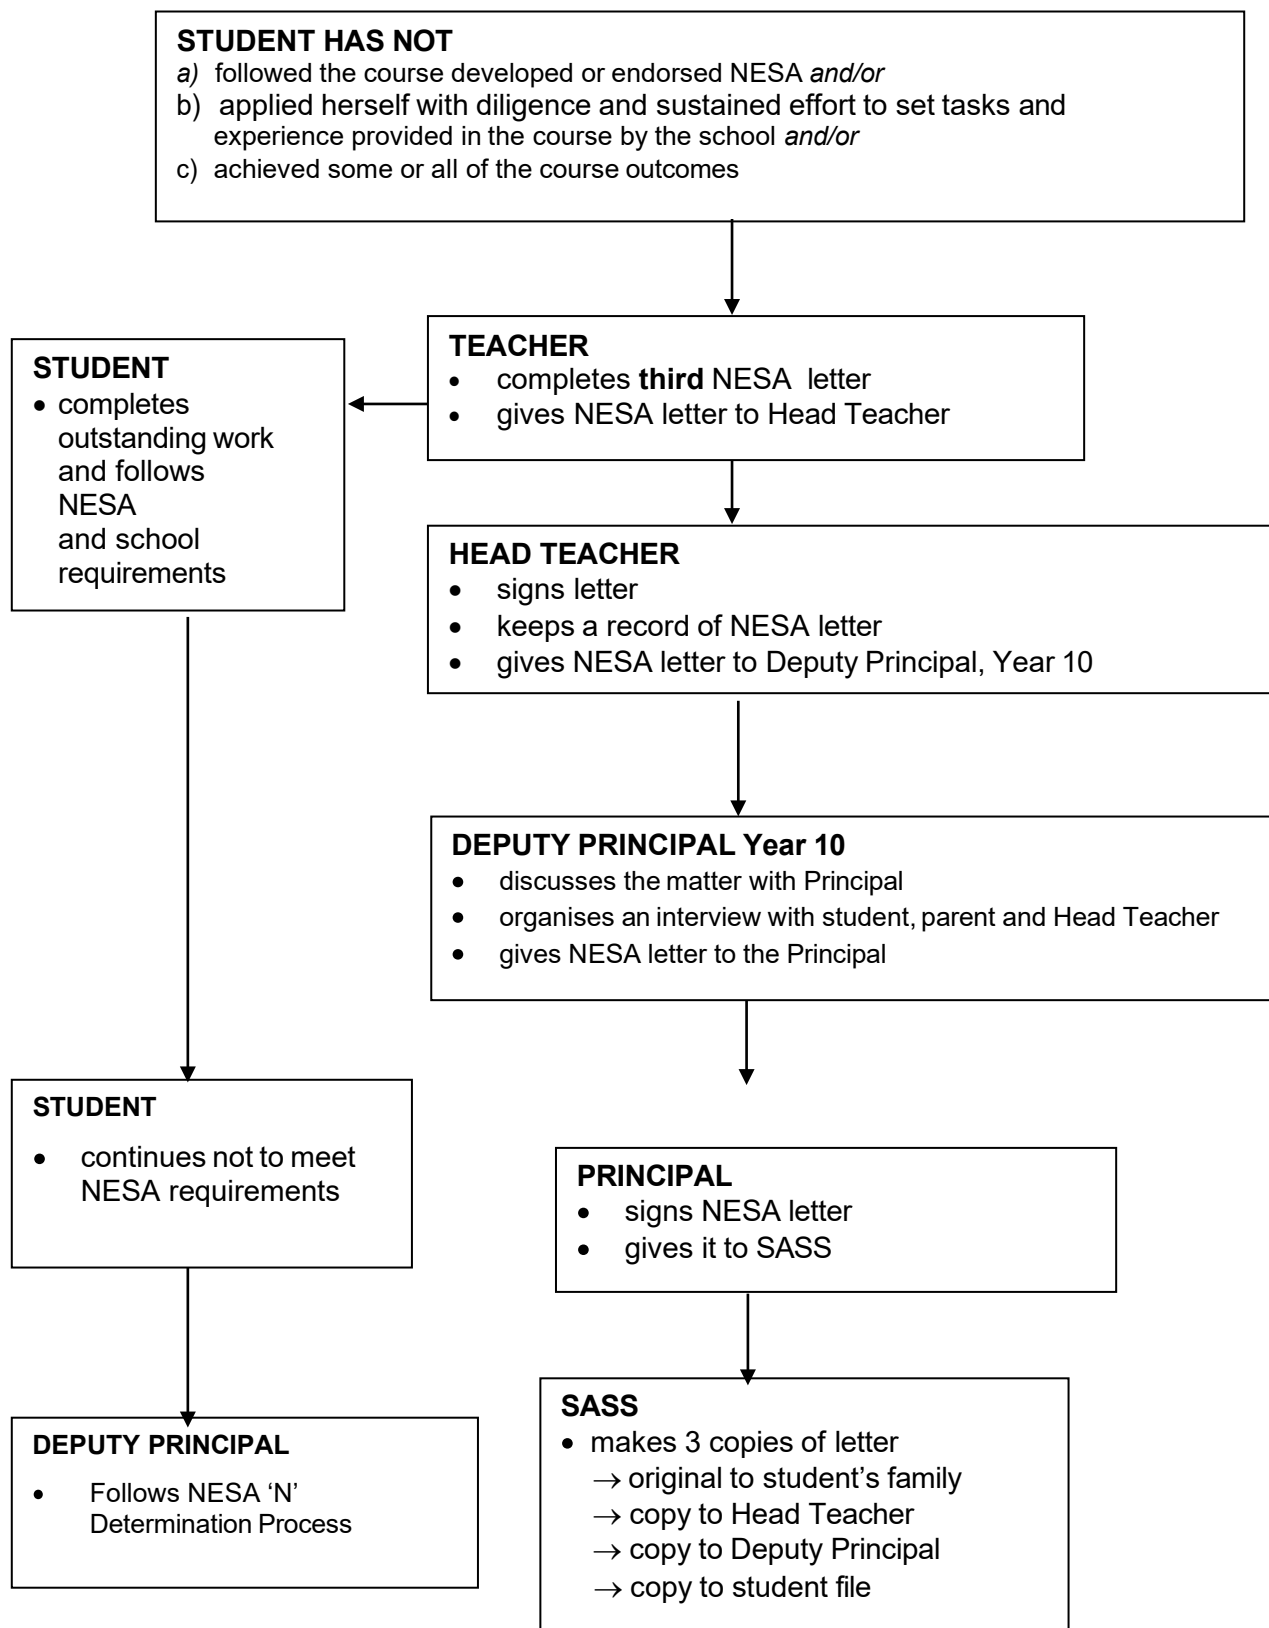 STUDENT HAS NOT
a) followed the course developed or endorsed NESA and/or
b) applied herself with diligence and sustained effort to set tasks and
experience provided in the course by the school and/or
c) achieved some or all of the course outcomes
TEACHER
• completes third NESA letter
• gives NESA letter to Head Teacher
STUDENT
• completes
outstanding work
and follows
NESA
and school
requirements
HEAD TEACHER
• signs letter
• keeps a record of NESA letter
• gives NESA letter to Deputy Principal, Year 10
DEPUTY PRINCIPAL Year 10
• discusses the matter with Principal
• organises an interview with student, parent and Head Teacher
• gives NESA letter to the Principal
STUDENT
• continues not to meet
NESA requirements
PRINCIPAL
• signs NESA letter
• gives it to SASS
DEPUTY PRINCIPAL
• Follows NESA ‘N’
Determination Process
SASS
• makes 3 copies of letter
→ original to student’s family
→ copy to Head Teacher
→ copy to Deputy Principal
→ copy to student file